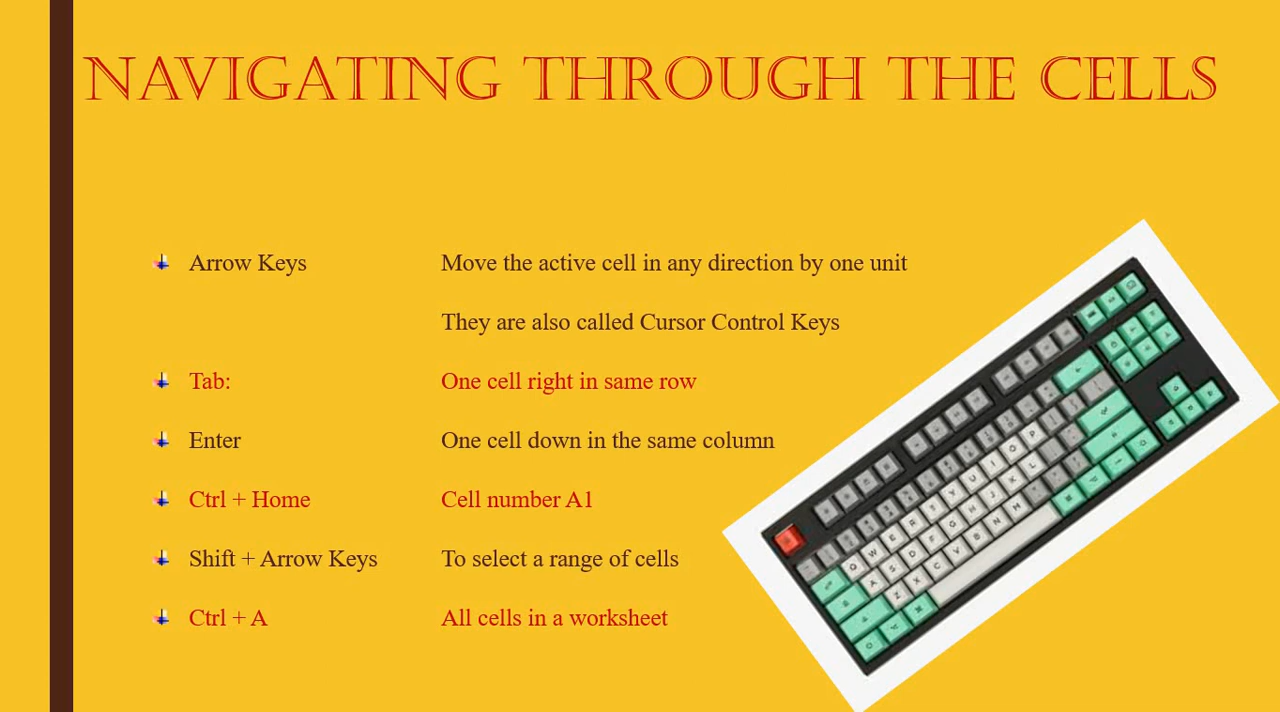 NAVIGATING THROUGH THE CELLS
Arrow Keys Move the active cell in any direction by one unit
They are also called Cursor Control Keys
Tab: One cell right in same row
Enter One cell down in the same column
Ctrl + Home Cell number A1
Shift + Arrow Keys To select a range of cells
Ctrl + A All cells in a worksheet